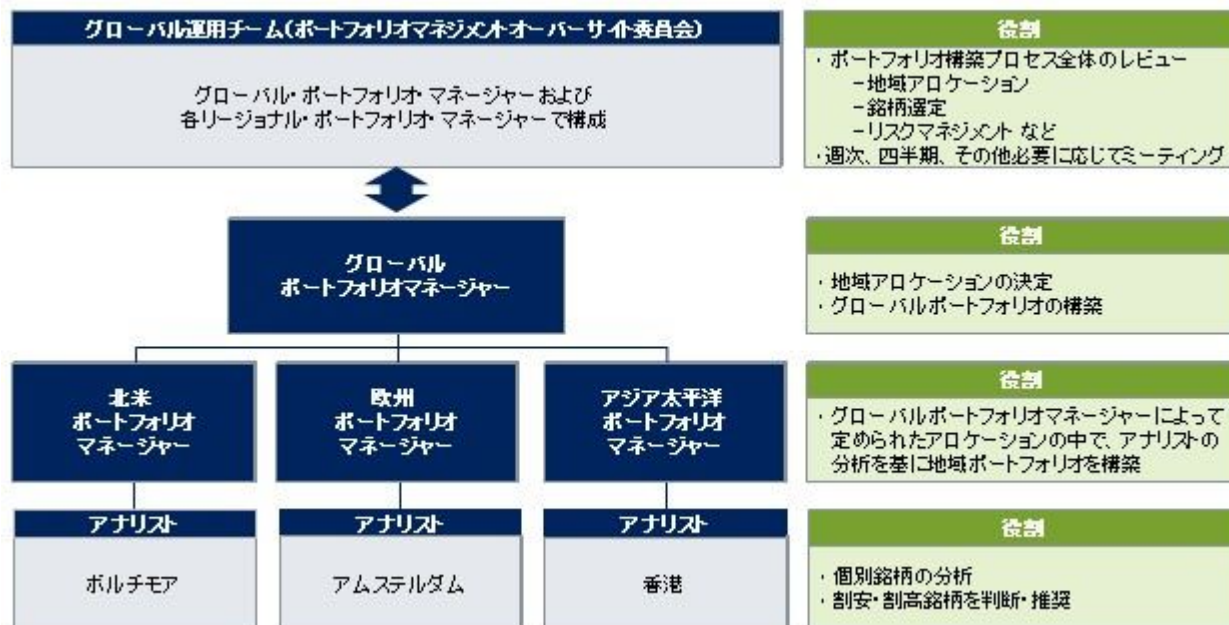 グローバル運用チーム(ポートフォリオマネジメントオーバーサイト委員会)
グローバル・ポートフォリオ・マネージャーおよび
各リージョナル・ポートフォリオ・マネージャーで構成
役割
・ポートフォリオ構築プロセス全体のレビュー
－地域アロケーション
－銘柄選定
－リスクマネジメント など
・週次、四半期、その他必要に応じてミーティング
グローバル
ポートフォリオマネージャー
役割
・地域アロケーションの決定
・グローバルポートフォリオの構築
北米
ポートフォリオ
マネージャー
欧州
ポートフォリオ
マネージャー
アジア太平洋
ポートフォリオ
マネージャー
役割
・グローバルポートフォリオマネージャーによって
定められたアロケーションの中で、アナリストの
分析を基に地域ポートフォリオを構築
アナリスト
ボルチモア
アナリスト
アムステルダム
アナリスト
香港
役割
・個別銘柄の分析
・割安・割高銘柄を判断・推奨